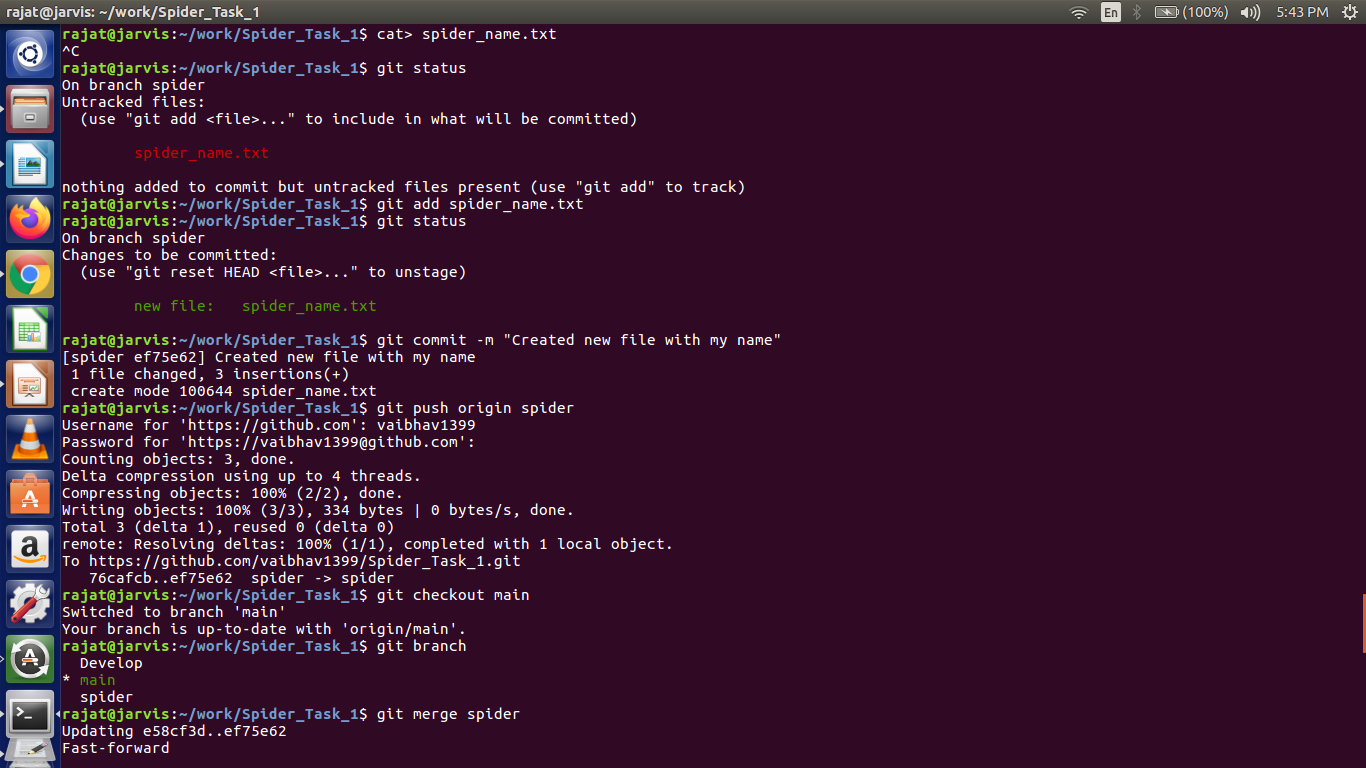 rajat@jarvis: ~/work/Spider_Task_1 En (100%) 5:43 PM
rajat@jarvis:~/work/Spider_Task_1$ cat> spider_name.txt
^C
rajat@jarvis:~/work/Spider_Task_1$ git status
On branch spider
Untracked files:
  (use "git add <file>..." to include in what will be committed)
        spider_name.txt
nothing added to commit but untracked files present (use "git add" to track)
rajat@jarvis:~/work/Spider_Task_1$ git add spider_name.txt
rajat@jarvis:~/work/Spider_Task_1$ git status
On branch spider
Changes to be committed:
  (use "git reset HEAD <file>..." to unstage)
        new file:   spider_name.txt
rajat@jarvis:~/work/Spider_Task_1$ git commit -m "Created new file with my name"
[spider ef75e62] Created new file with my name
 1 file changed, 3 insertions(+)
 create mode 100644 spider_name.txt
rajat@jarvis:~/work/Spider_Task_1$ git push origin spider
Username for 'https://github.com': vaibhav1399
Password for 'https://vaibhav1399@github.com':
Counting objects: 3, done.
Delta compression using up to 4 threads.
Compressing objects: 100% (2/2), done.
Writing objects: 100% (3/3), 334 bytes | 0 bytes/s, done.
Total 3 (delta 1), reused 0 (delta 0)
remote: Resolving deltas: 100% (1/1), completed with 1 local object.
To https://github.com/vaibhav1399/Spider_Task_1.git
   76cafcb..ef75e62  spider -> spider
rajat@jarvis:~/work/Spider_Task_1$ git checkout main
Switched to branch 'main'
Your branch is up-to-date with 'origin/main'.
rajat@jarvis:~/work/Spider_Task_1$ git branch
  Develop
* main
  spider
rajat@jarvis:~/work/Spider_Task_1$ git merge spider
Updating e58cf3d..ef75e62
Fast-forward